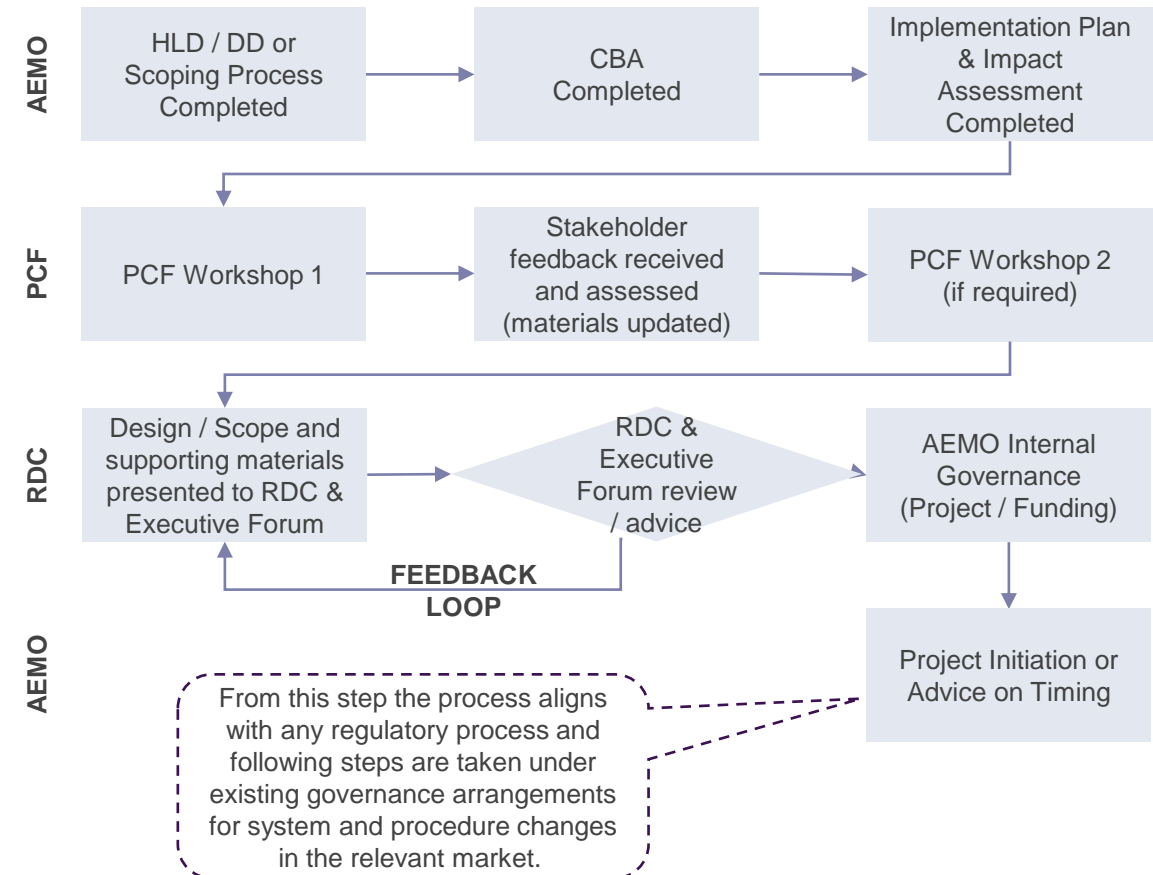 AEMO
HLD / DD or
Scoping Process
Completed
CBA
Completed
Implementation Plan
& Impact
Assessment
Completed
PCF
PCF Workshop 1
Stakeholder
feedback received
and assessed
(materials updated)
PCF Workshop 2
(if required)
RDC
Design / Scope and
supporting materials
presented to RDC &
Executive Forum
RDC &
Executive
Forum review
/ advice
AEMO Internal
Governance
(Project / Funding)
FEEDBACK
LOOP
AEMO
Project Initiation or
Advice on Timing
From this step the process aligns
with any regulatory process and
following steps are taken under
existing governance arrangements
for system and procedure changes
in the relevant market.